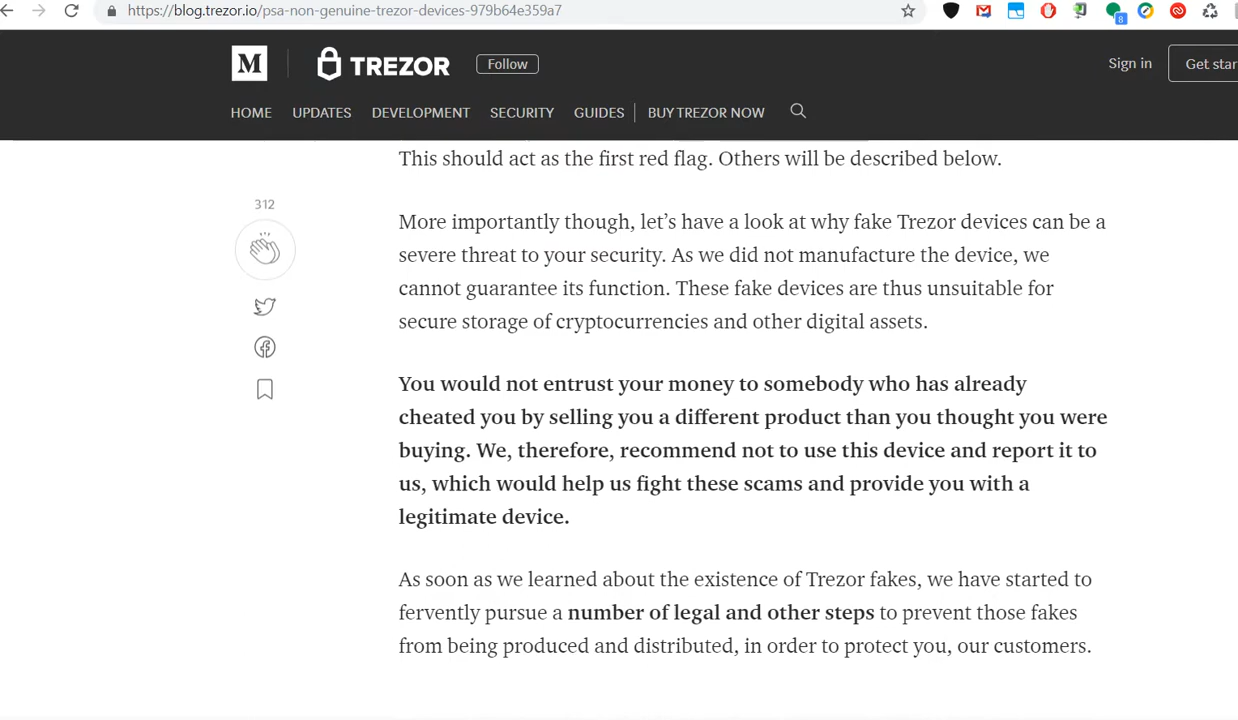 https://blog.trezor.io/psa-non-genuine-trezor-devices-979b64e359a7
8
M
TREZOR
Follow
Sign in
Get star
HOME
UPDATES
DEVELOPMENT
SECURITY
GUIDES
BUY TREZOR NOW
This should act as the first red flag. Others will be described below.
312
More importantly though, let’s have a look at why fake Trezor devices can be a
severe threat to your security. As we did not manufacture the device, we
cannot guarantee its function. These fake devices are thus unsuitable for
secure storage of cryptocurrencies and other digital assets.
You would not entrust your money to somebody who has already
cheated you by selling you a different product than you thought you were
buying. We, therefore, recommend not to use this device and report it to
us, which would help us fight these scams and provide you with a
legitimate device.
As soon as we learned about the existence of Trezor fakes, we have started to
fervently pursue a number of legal and other steps to prevent those fakes
from being produced and distributed, in order to protect you, our customers.